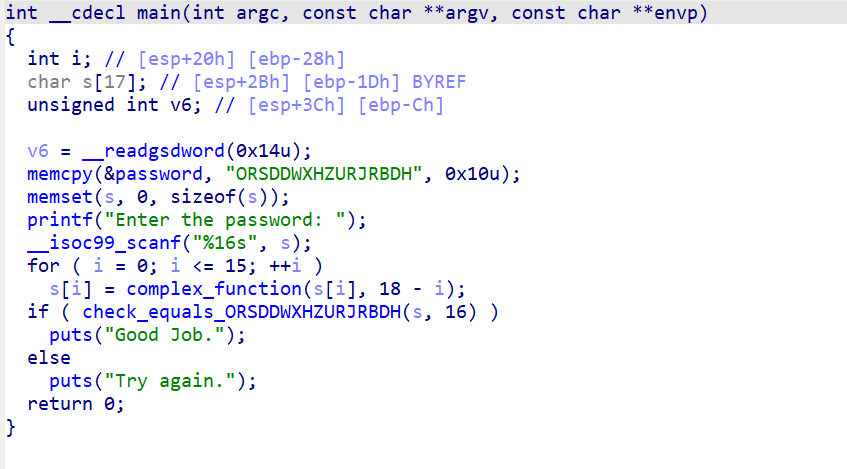 int __cdecl main(int argc, const char **argv, const char **envp)
{
  int i; // [esp+20h] [ebp-28h]
  char s[17]; // [esp+2Bh] [ebp-1Dh] BYREF
  unsigned int v6; // [esp+3Ch] [ebp-Ch]

  v6 = __readgsdword(0x14u);
  memcpy(&password, "ORSDDWXHZURJRBDH", 0x10u);
  memset(s, 0, sizeof(s));
  printf("Enter the password: ");
  __isoc99_scanf("%16s", s);
  for ( i = 0; i <= 15; ++i )
    s[i] = complex_function(s[i], 18 - i);
  if ( check_equals_ORSDDWXHZURJRBDH(s, 16) )
    puts("Good Job.");
  else
    puts("Try again.");
  return 0;
}